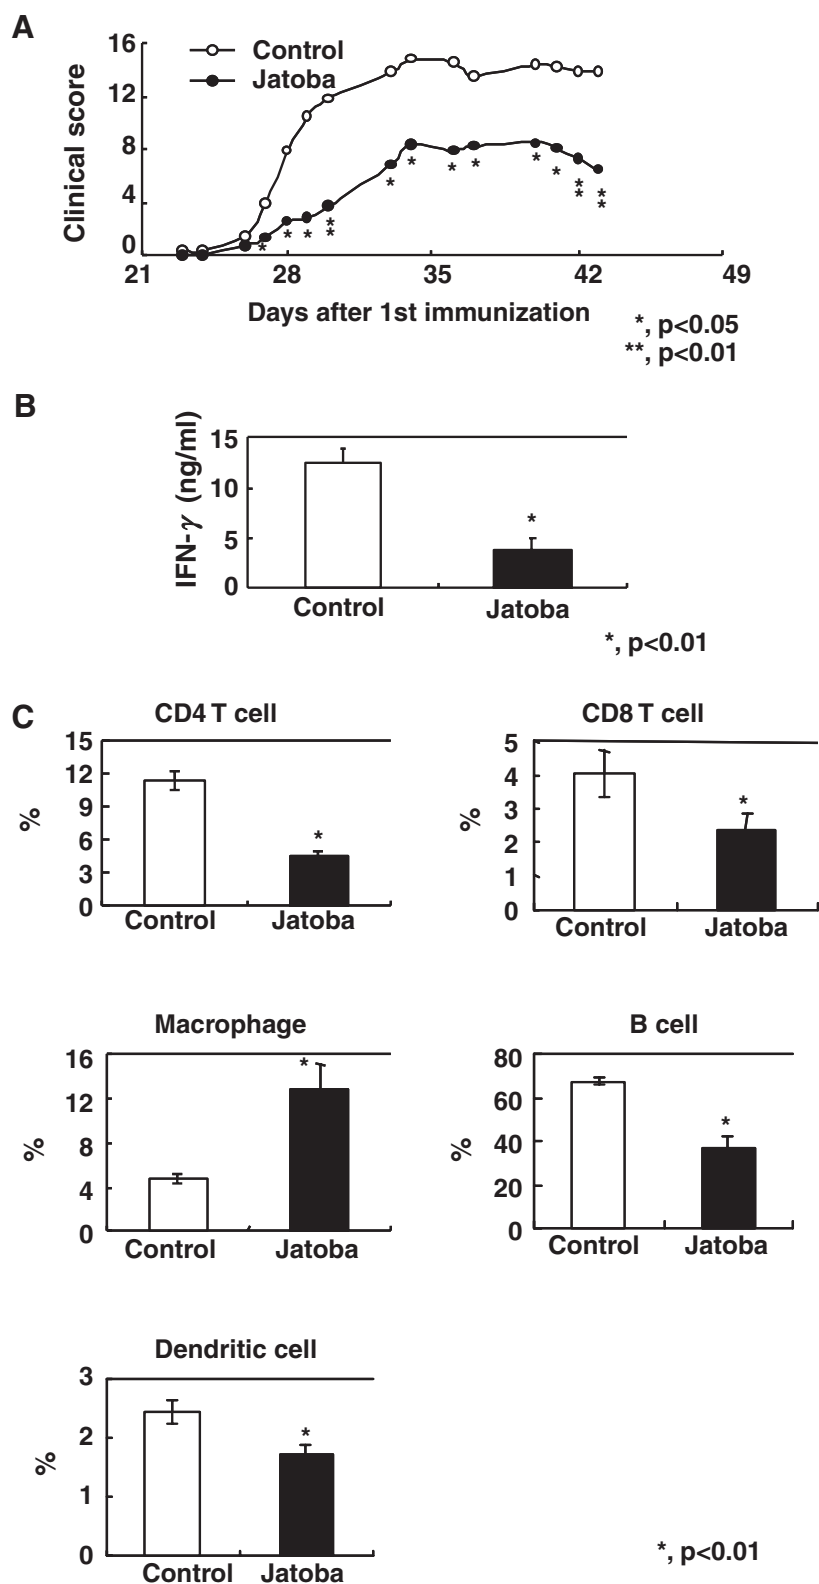 A
16
12
8
4
0
Clinical score
Control
Jatoba
* * * * * * * * * * * * * * * *
21 28 35 42 49
Days after 1st immunization
*, p<0.05
**, p<0.01
B
15
10
5
0
IFN-γ (ng/ml)
*
Control Jatoba
*, p<0.01
C
CD4 T cell
15
12
9
6
3
0
%
*
Control Jatoba
CD8 T cell
5
4
3
2
1
0
%
*
Control Jatoba
Macrophage
16
12
8
4
0
%
*
Control Jatoba
B cell
80
60
40
20
0
%
*
Control Jatoba
Dendritic cell
3
2
1
0
%
*
Control Jatoba
*, p<0.01